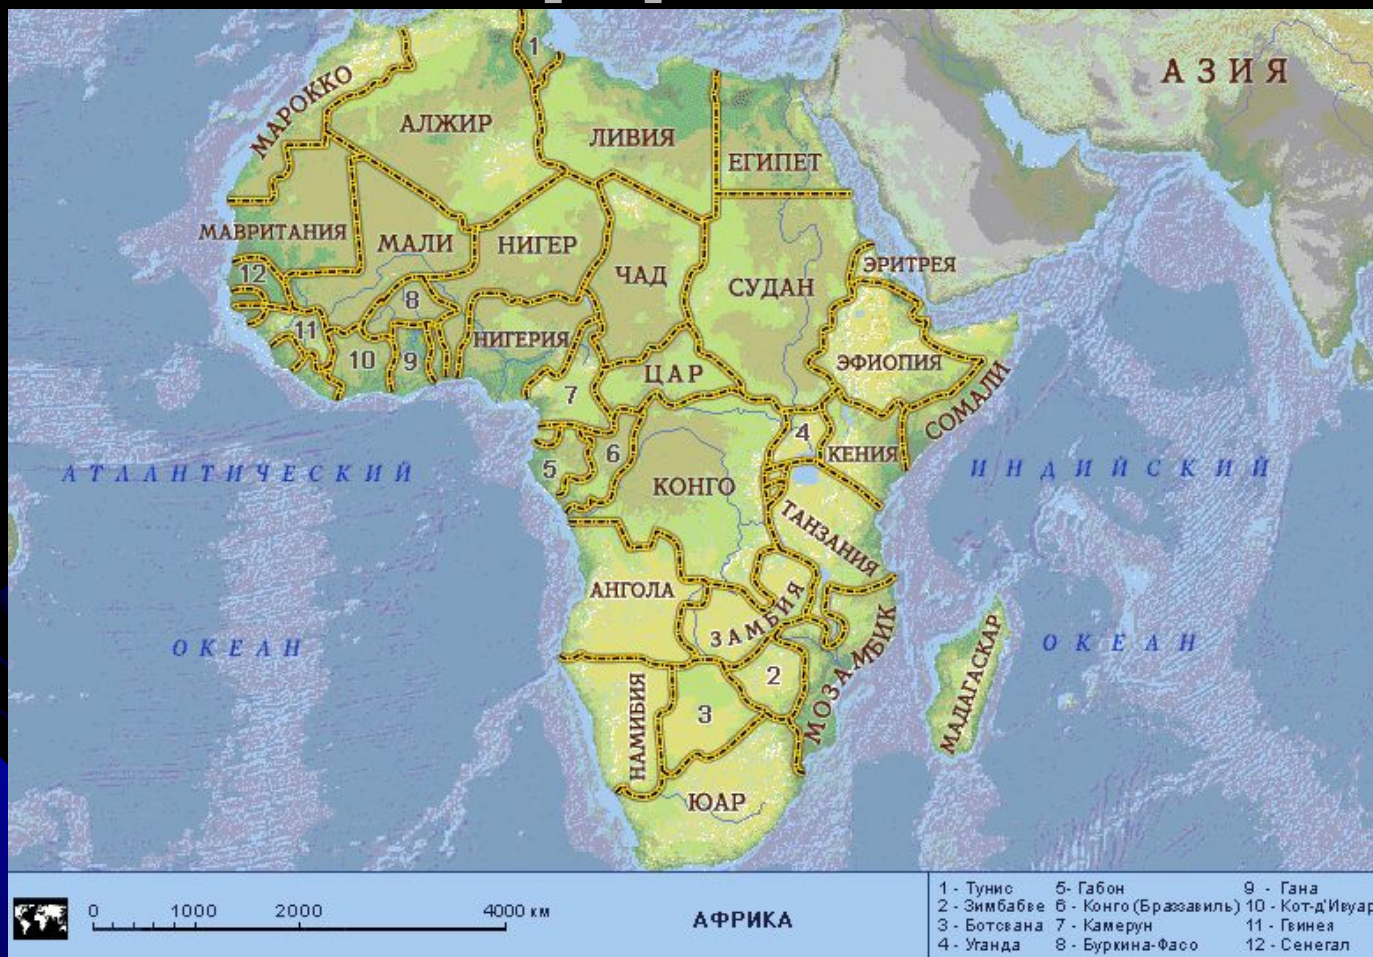 АЗИЯ
МАРОККО
АЛЖИР
1
ЛИВИЯ
ЕГИПЕТ
МАВРИТАНИЯ
МАЛИ
НИГЕР
ЧАД
СУДАН
ЭРИТРЕЯ
12
8
11
10
9
НИГЕРИЯ
7
ЦАР
ЭФИОПИЯ
СОМАЛИ
4
КЕНИЯ
5
6
КОНГО
АТЛАНТИЧЕСКИЙ
ИНДИЙСКИЙ
ТАНЗАНИЯ
АНГОЛА
ЗАМБИЯ
МОЗАМБИК
ОКЕАН
ОКЕАН
МАДАГАСКАР
НАМИБИЯ
2
3
ЮАР
0 1000 2000 4000 км
АФРИКА
1 - Тунис 5- Габон 9 - Гана
2 - Зимбабве 6 - Конго (Браззавиль) 10 - Кот-д'Ивуар
3 - Ботсвана 7 - Камерун 11 - Гвинея
4 - Уганда 8 - Буркина-Фасо 12 - Сенегал